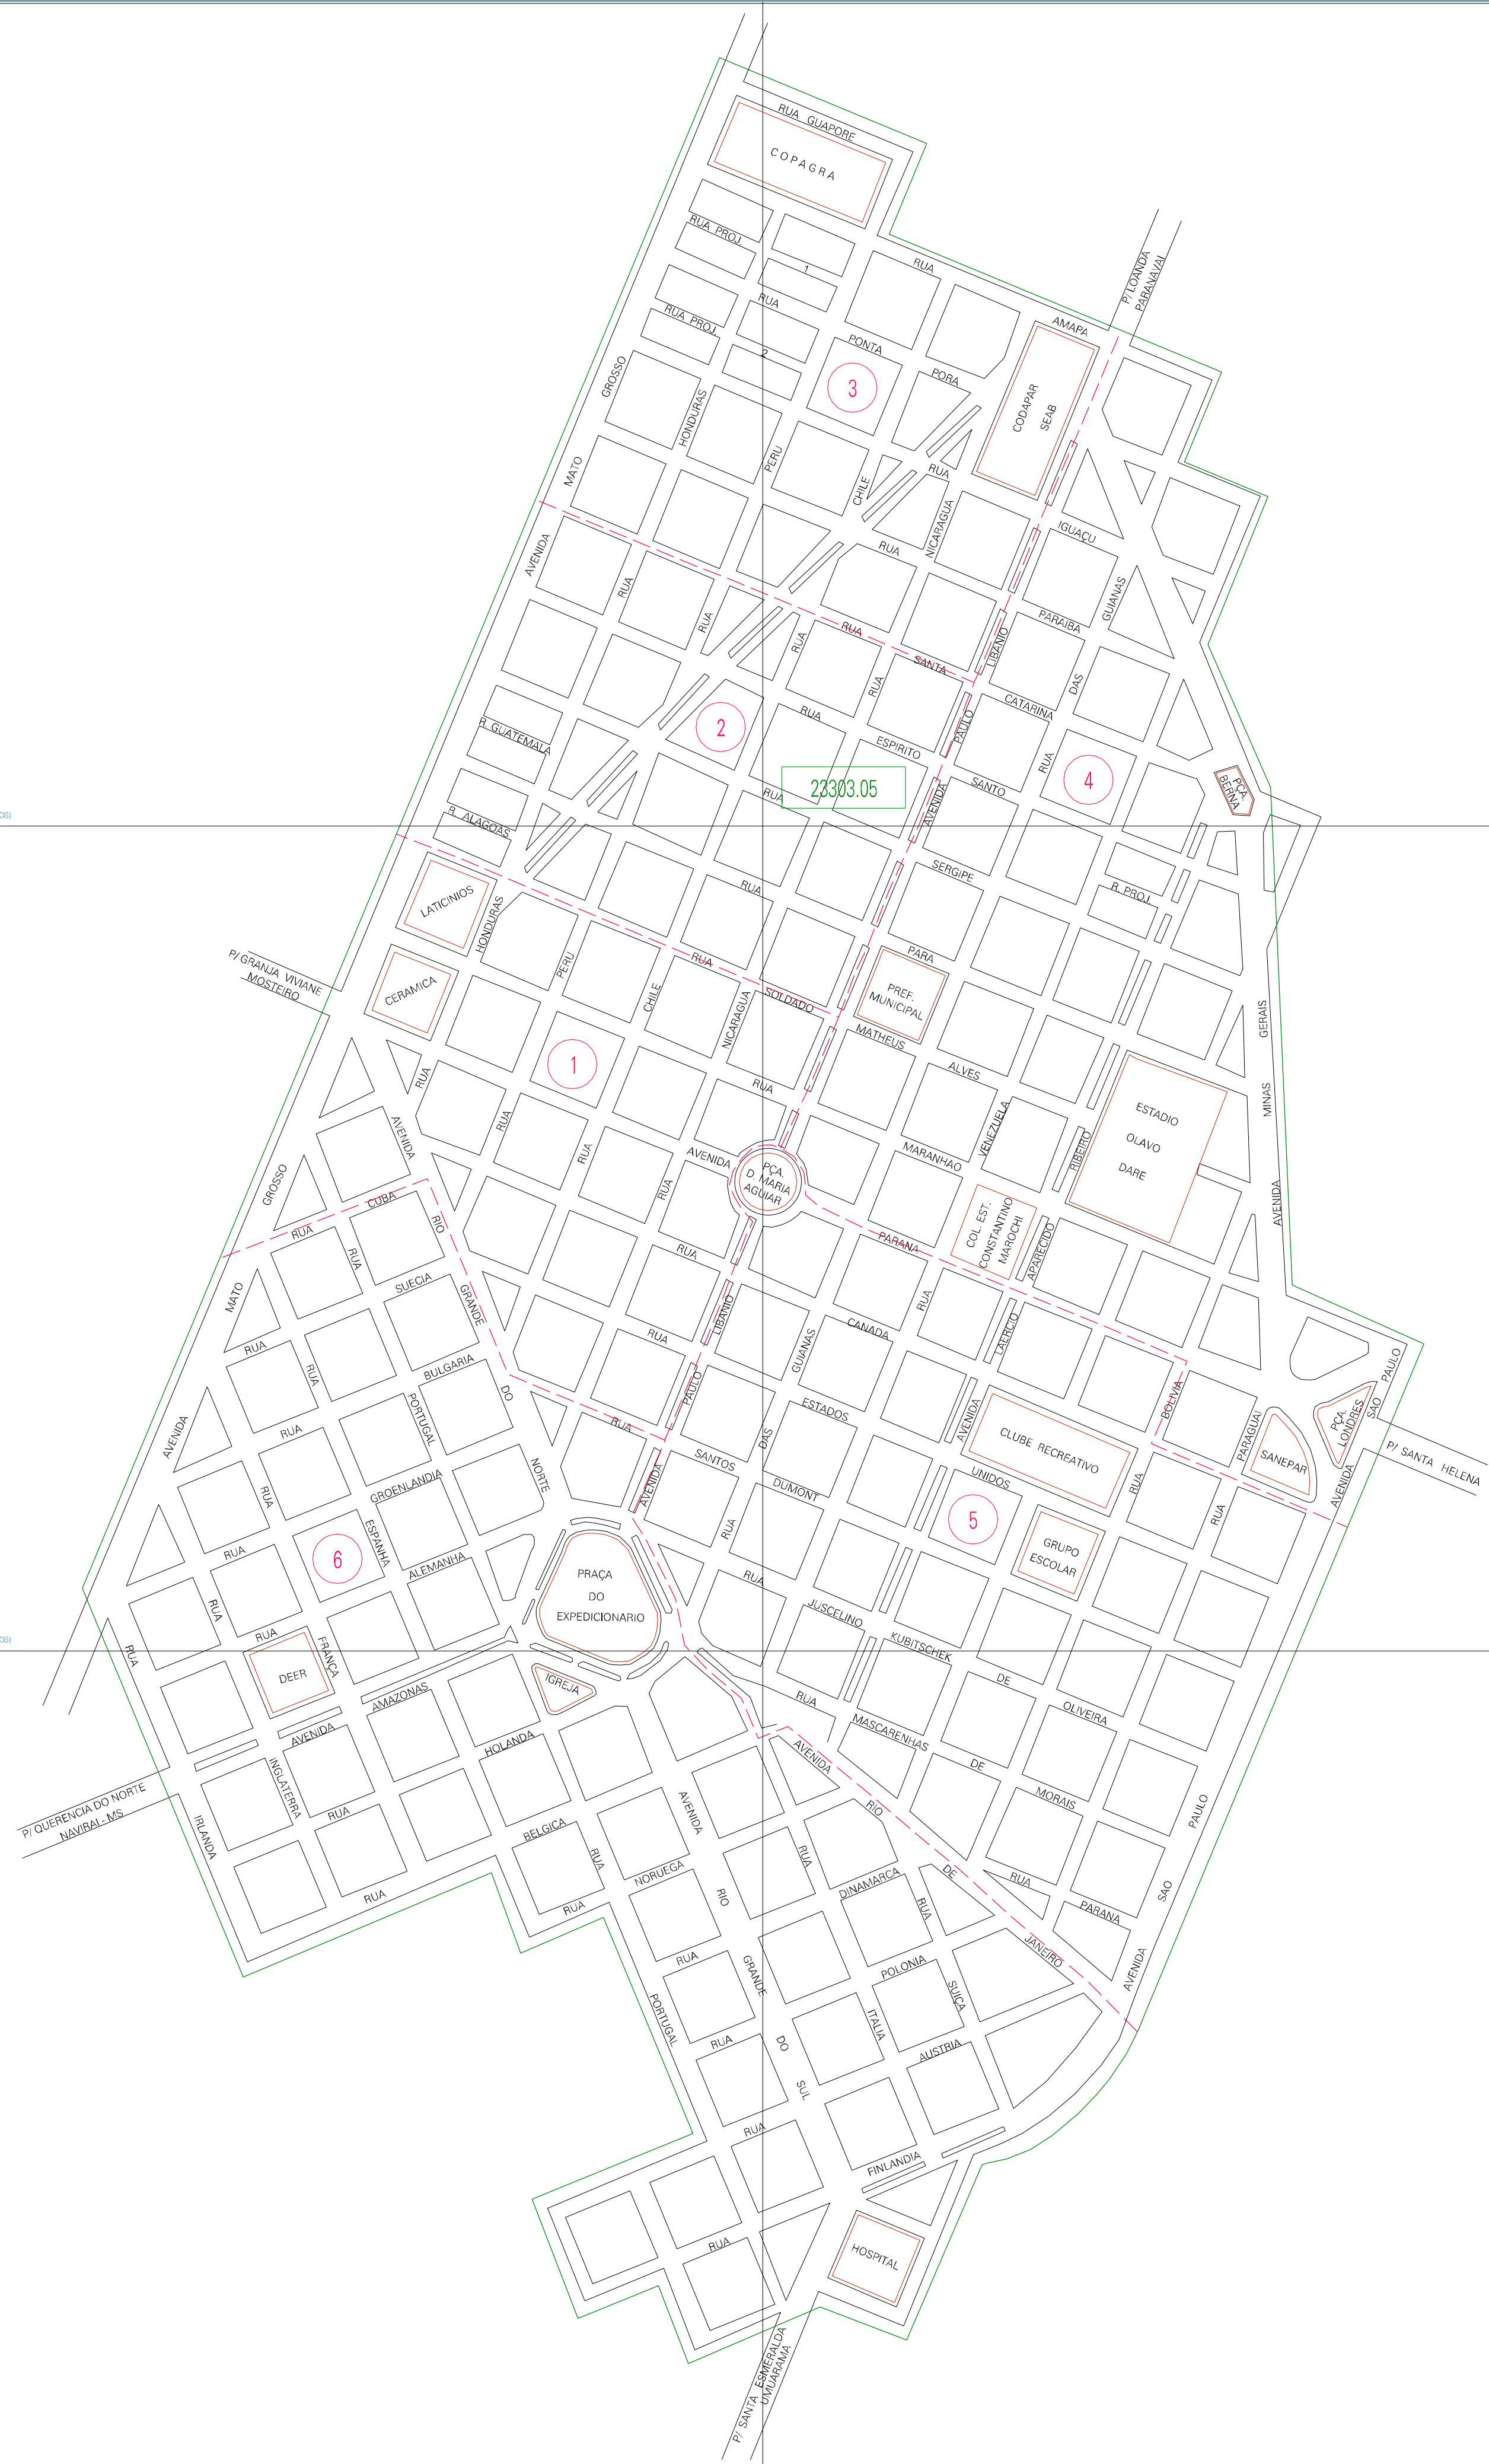 RUA GUAPORE
COPAGRA
RUA PROJ.
1
RUA
P/ LOANDA
PARANAVAI
RUA PROJ.
RUA
2
PONTA
PORA
AMAPA
3
CODAPAR
SEAB
GROSSO
HONDURAS
PERU
CHILE
RUA
NICARAGUA
IGUAÇU
MATO
AVENIDA
RUA
RUA
RUA
RUA
RUA
PARAIBA
GUIANAS
LIBANIO
RUA
SANTA
CATARINA
DAS
R. GUATEMALA
2
RUA
ESPIRITO
PAULO
SANTO
RUA
4
PÇA.
BERNA
23303.05
RUA
AVENIDA
R. ALAGOAS
SERGIPE
R. PROJ.
LATICINIOS
HONDURAS
RUA
PARA
P/ GRANJA VIVIANE
MOSTEIRO
CERAMICA
PERU
CHILE
RUA
SOLDADO
NICARAGUA
PREF.
MUNICIPAL
MATHEUS
ALVES
GERAIS
MINAS
AVENIDA
1
RUA
RUA
RUA
RUA
RUA
VENEZUELA
MARANHAO
RIBEIRO
ESTADIO
OLAVO
DARE
AVENIDA
AVENIDA
PÇA.
D. MARIA
AGUIAR
GROSSO
CUBA
RUA
RIO
RUA
RUA
COL. EST.
CONSTANTINO
MAROCHI
APARECIDO
PARANA
MATO
SUECIA
GRANDE
LIBANIO
RUA
GUIANAS
CANADA
RUA
LAERCIO
RUA
RUA
BULGARIA
DO
PAULO
ESTADOS
AVENIDA
BOLIVIA
SAO PAULO
PÇA.
LONDRES
AVENIDA
RUA
PORTUGAL
RUA
SANTOS
DAS
DUMONT
CLUBE RECREATIVO
UNIDOS
PARAGUAI
SANEPAR
P/ SANTA HELENA
AVENIDA
RUA
GROENLANDIA
NORTE
AVENIDA
RUA
5
RUA
RUA
RUA
6
ESPANHA
ALEMANHA
PRAÇA
DO
EXPEDICIONARIO
RUA
JUSCELINO
KUBITSCHEK
GRUPO
ESCOLAR
RUA
RUA
RUA
FRANÇA
DEER
AMAZONAS
AVENIDA
IGREJA
RUA
MASCARENHAS
DE
OLIVEIRA
DE
MORAIS
HOLANDA
AVENIDA
RIO
INGLATERRA
RUA
AVENIDA
PAULO
P/ QUERENCIA DO NORTE
NAVIRAI - MS
IRLANDA
BELGICA
RUA
RUA
NORUEGA
RIO
RUA
DINAMARCA
DE
RUA
PARANA
SAO
RUA
RUA
RUA
GRANDE
POLONIA
JANEIRO
AVENIDA
PORTUGAL
RUA
DO
SUL
ITALIA
SUIÇA
AUSTRIA
RUA
FINLANDIA
RUA
HOSPITAL
P/ SANTA ESMERALDA
UMUARAMA